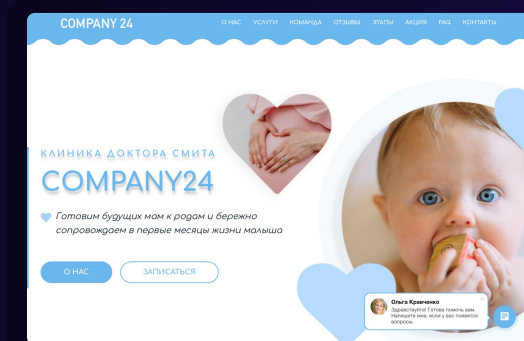 COMPANY 24
О НАС УСЛУГИ КОМАНДА ОТЗЫВЫ ЭТАПЫ АКЦИЯ FAQ КОНТАКТЫ
КЛИНИКА ДОКТОРА СМИТА
COMPANY24
Готовим будущих мам к родам и бережно
сопровождаем в первые месяцы жизни малыша
О НАС
ЗАПИСАТЬСЯ
Ольга Кравченко
Здравствуйте! Готова помочь вам.
Напишите мне, если у вас появятся
вопросы.